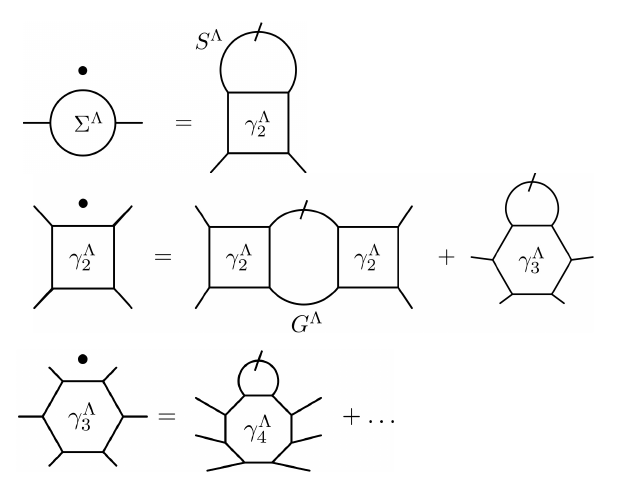 S^Λ
Σ^Λ = γ_2^Λ
γ_2^Λ = γ_2^Λ γ_2^Λ + γ_3^Λ
G^Λ
γ_3^Λ = γ_4^Λ + ...